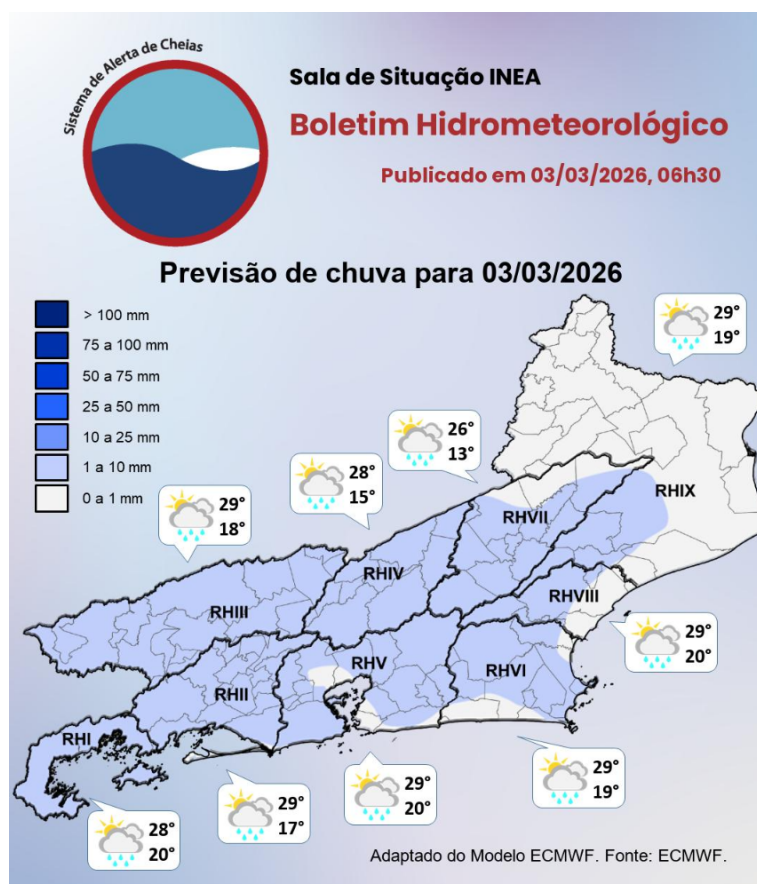 Sistema de Alerta de Cheias
Sala de Situação INEA
Boletim Hidrometeorológico
Publicado em 03/03/2026, 06h30
Previsão de chuva para 03/03/2026
> 100 mm
75 a 100 mm
50 a 75 mm
25 a 50 mm
10 a 25 mm
1 a 10 mm
0 a 1 mm
29°
19°
26°
13°
28°
15°
29°
18°
RHIX
RHVII
RHIV
RHVIII
RHIII
29°
20°
RHV
RHVI
RHII
RHI
29°
19°
29°
20°
29°
17°
28°
20°
Adaptado do Modelo ECMWF. Fonte: ECMWF.